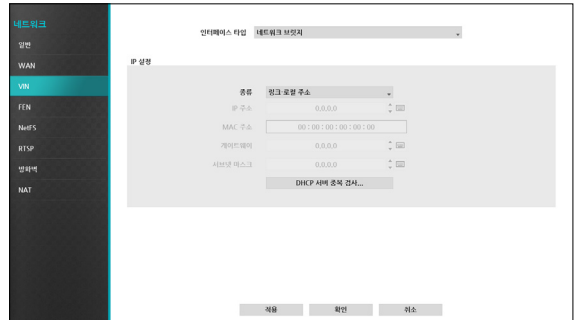 네트워크
일반
WAN
VIN
FEN
NetFS
RTSP
방화벽
NAT
인터페이스 타입 네트워크 브릿지
IP 설정
종류 링크-로컬 주소
IP 주소 0.0.0.0
MAC 주소 00 : 00 : 00 : 00 : 00 : 00
게이트웨이 0.0.0.0
서브넷 마스크 0.0.0.0
DHCP 서버 중복 검사...
적용 확인 취소